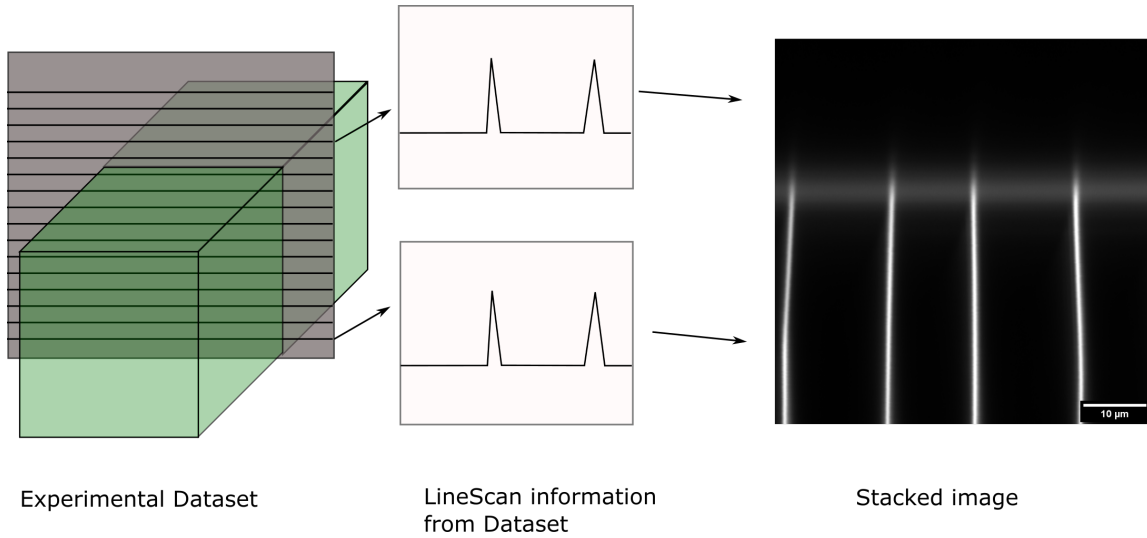 10 µm
Experimental Dataset
LineScan information
from Dataset
Stacked image